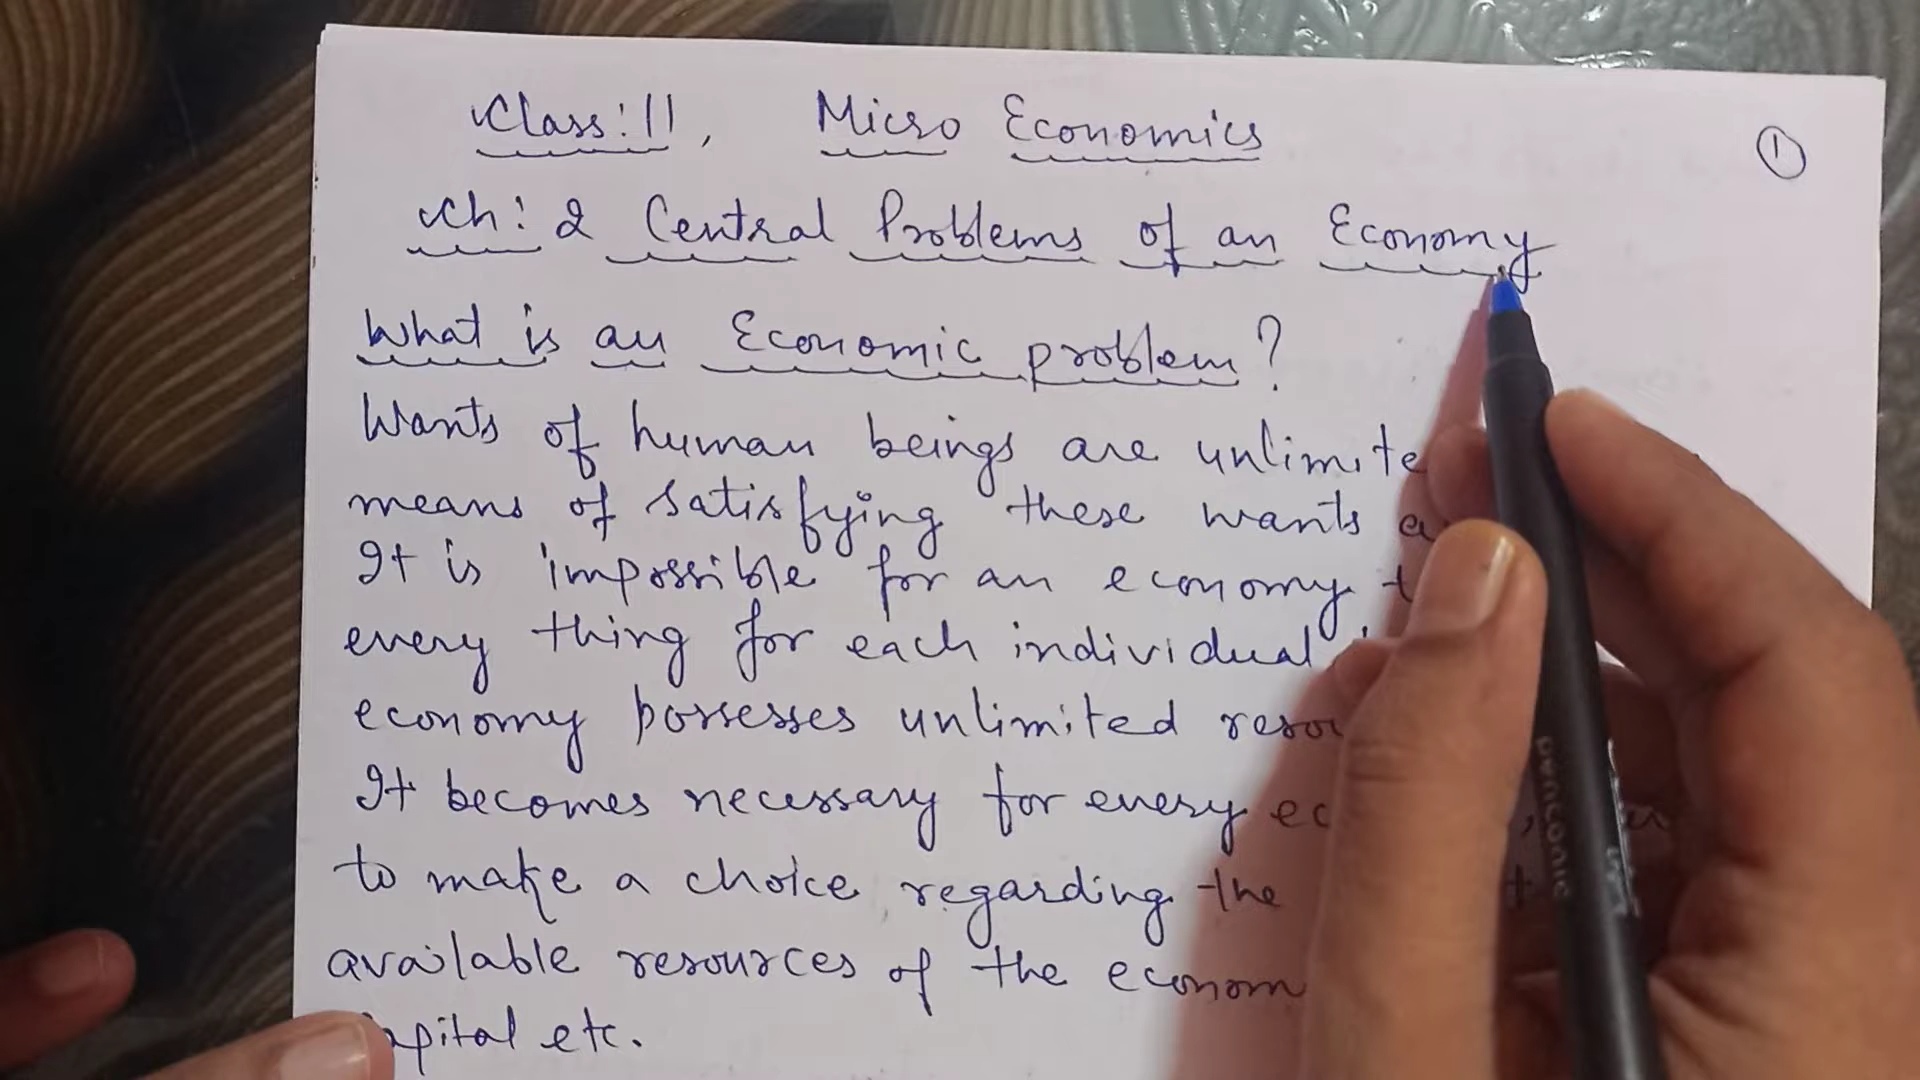 Class: 11, Micro Economics
1
Ch: 2 Central Problems of an Economy
What is an Economic problem?
Wants of human beings are unlimite
means of satisfying these wants a
It is impossible for an economy t
every thing for each individual
economy possesses unlimited resou
It becomes necessary for every ec
to make a choice regarding the
available resources of the econom
apital etc.
pentonic